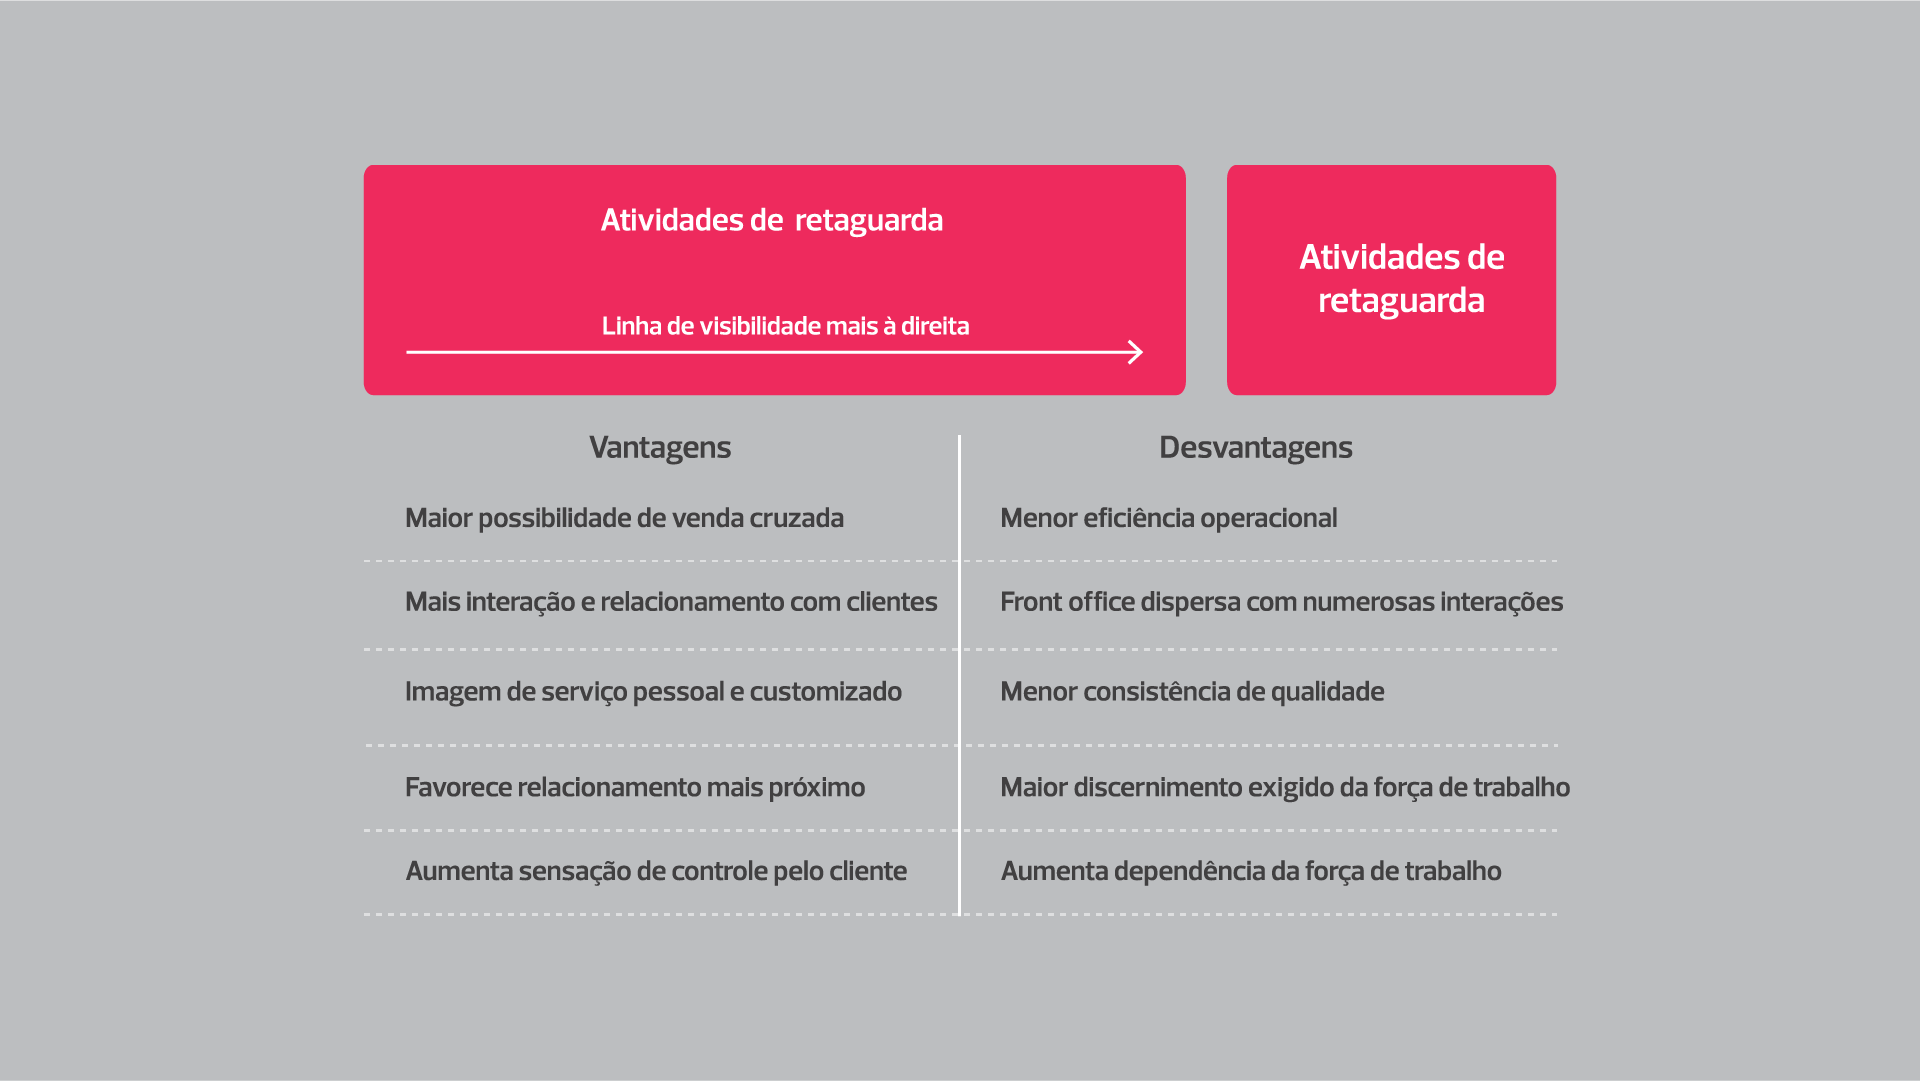 Atividades de retaguarda
Linha de visibilidade mais à direita
Atividades de
retaguarda
Vantagens
Desvantagens
Maior possibilidade de venda cruzada
Menor eficiência operacional
Mais interação e relacionamento com clientes
Front office dispersa com numerosas interações
Imagem de serviço pessoal e customizado
Menor consistência de qualidade
Favorece relacionamento mais próximo
Maior discernimento exigido da força de trabalho
Aumenta sensação de controle pelo cliente
Aumenta dependência da força de trabalho